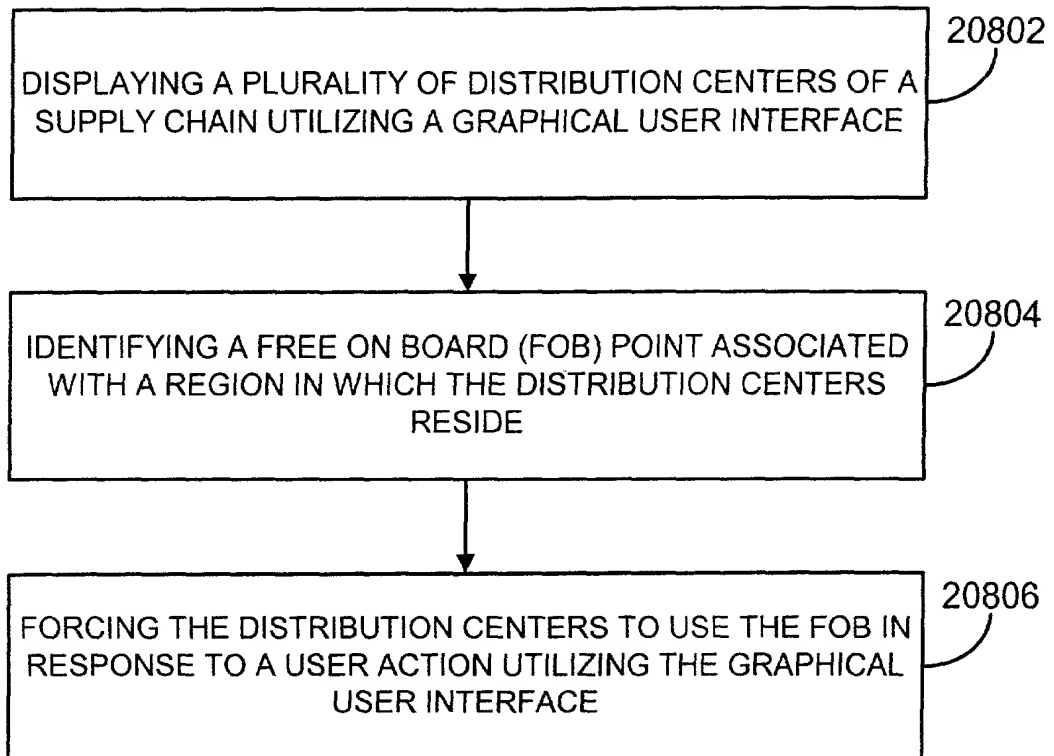 20802
DISPLAYING A PLURALITY OF DISTRIBUTION CENTERS OF A
SUPPLY CHAIN UTILIZING A GRAPHICAL USER INTERFACE
20804
IDENTIFYING A FREE ON BOARD (FOB) POINT ASSOCIATED
WITH A REGION IN WHICH THE DISTRIBUTION CENTERS
RESIDE
20806
FORCING THE DISTRIBUTION CENTERS TO USE THE FOB IN
RESPONSE TO A USER ACTION UTILIZING THE GRAPHICAL
USER INTERFACE